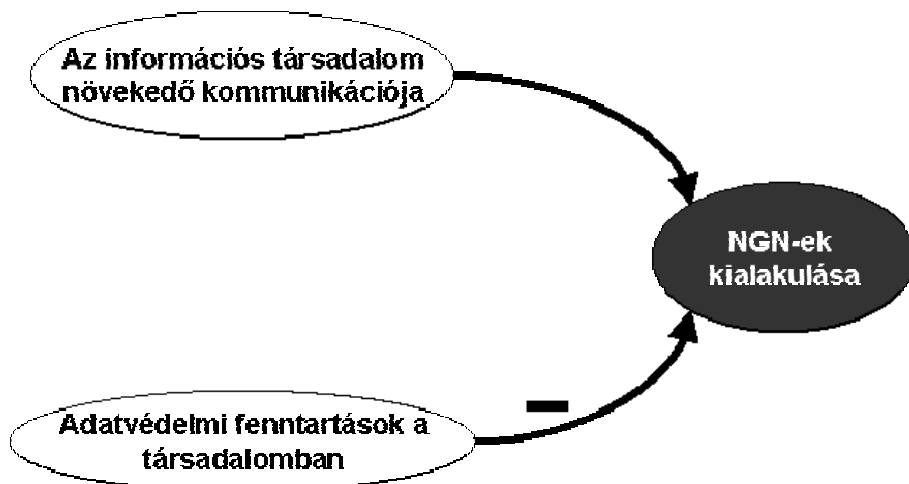 Az információs társadalom
növekedő kommunikációja
NGN-ek
kialakulása
Adatvédelmi fenntartások a
társadalomban